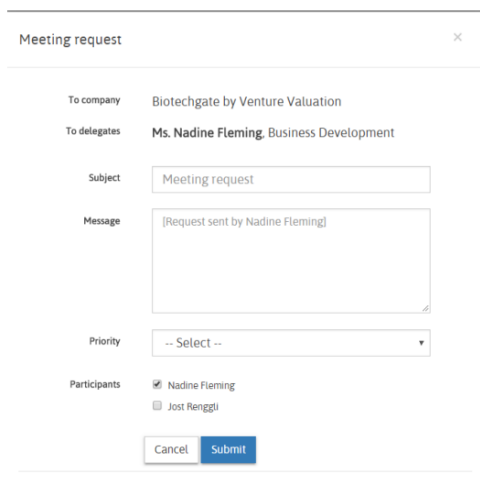 Meeting request
×
To company Biotechgate by Venture Valuation
To delegates Ms. Nadine Fleming, Business Development
Subject Meeting request
Message [Request sent by Nadine Fleming]
Priority -- Select --
Participants Nadine Fleming
Jost Renggli
Cancel Submit